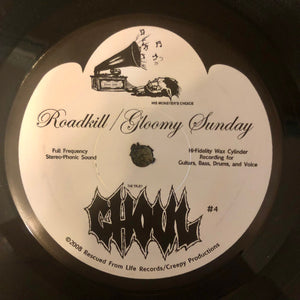 HIS MONSTER'S CHOICE
Roadkill / Gloomy Sunday
Full Frequency
Stereo-Phonic Sound
Hi-Fidelity Wax Cylinder
Recording for
Guitars, Bass, Drums, and Voice
GHOUL
#4
©2008 Rescued From Life Records/Creepy Productions